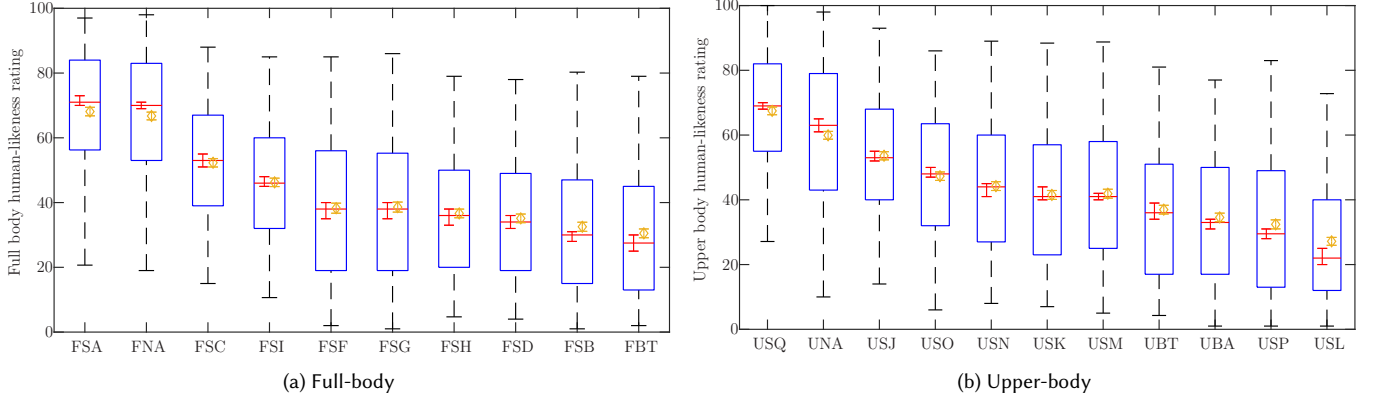 Full body human-likeness rating
100
80
60
40
20
0
FSA FNA FSC FSI FSF FSG FSH FSD FSB FBT
(a) Full-body
Upper body human-likeness rating
100
80
60
40
20
0
USQ UNA USJ USO USN USK USM UBT UBA USP USL
(b) Upper-body